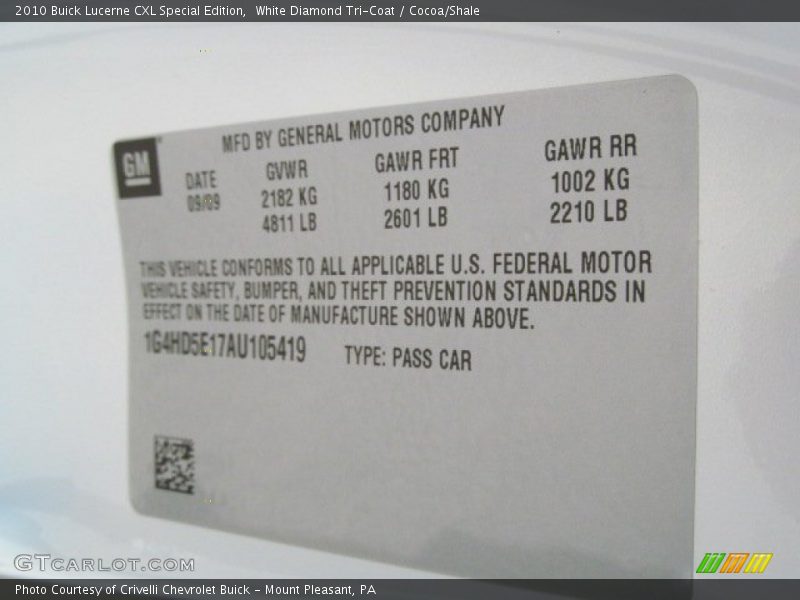 2010 Buick Lucerne CXL Special Edition, White Diamond Tri-Coat / Cocoa/Shale
GM
MFD BY GENERAL MOTORS COMPANY
DATE GVWR GAWR FRT GAWR RR
09/09 2182 KG 1180 KG 1002 KG
4811 LB 2601 LB 2210 LB
THIS VEHICLE CONFORMS TO ALL APPLICABLE U.S. FEDERAL MOTOR
VEHICLE SAFETY, BUMPER, AND THEFT PREVENTION STANDARDS IN
EFFECT ON THE DATE OF MANUFACTURE SHOWN ABOVE.
1G4HD5E17AU105419 TYPE: PASS CAR
GTCARLOT.COM
Photo Courtesy of Crivelli Chevrolet Buick - Mount Pleasant, PA